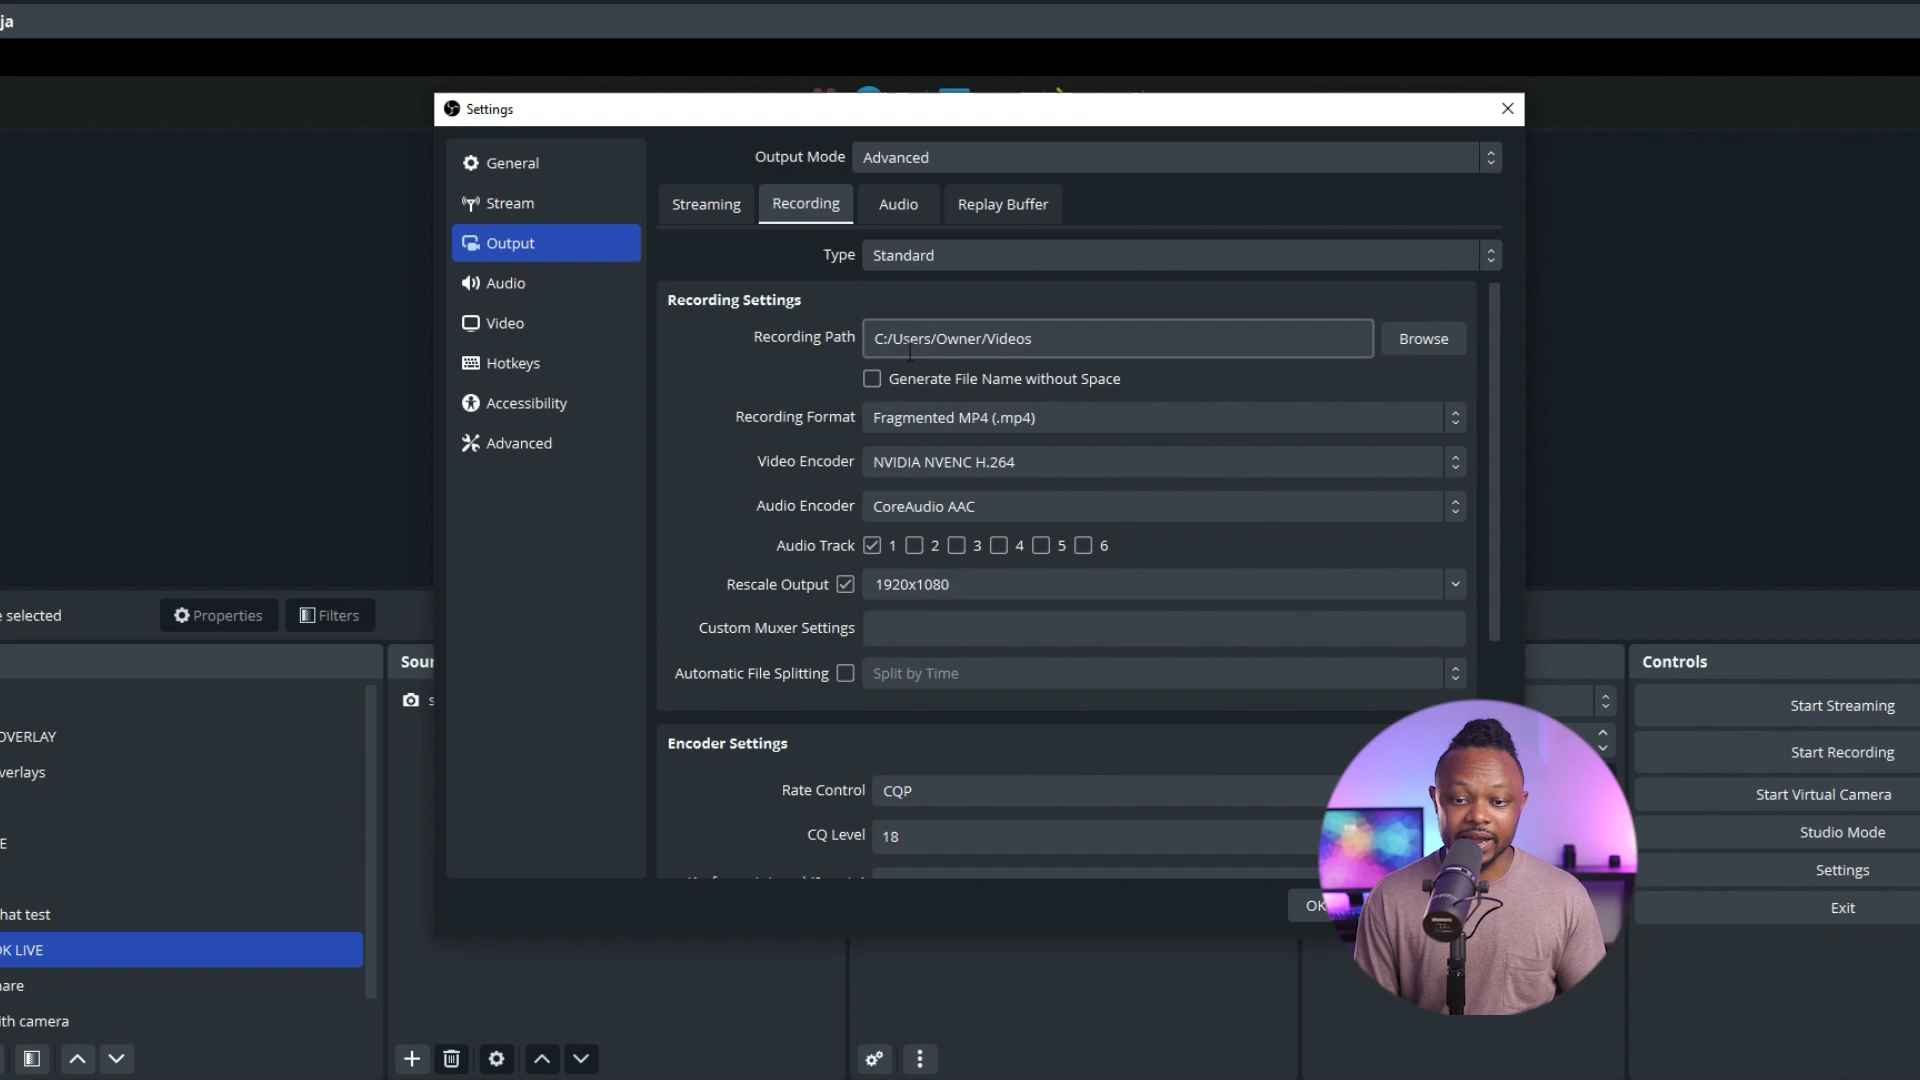 ja
Settings
General
Stream
Output
Audio
Video
Hotkeys
Accessibility
Advanced
Output Mode Advanced
Streaming Recording Audio Replay Buffer
Type Standard
Recording Settings
Recording Path C:/Users/Owner/Videos Browse
Generate File Name without Space
Recording Format Fragmented MP4 (.mp4)
Video Encoder NVIDIA NVENC H.264
Audio Encoder CoreAudio AAC
Audio Track 1 2 3 4 5 6
Rescale Output 1920x1080
Custom Muxer Settings
Automatic File Splitting Split by Time
Encoder Settings
Rate Control CQP
CQ Level 18
OK
selected Properties Filters
OVERLAY
verlays
E
hat test
OK LIVE
hare
ith camera
Sour
s
Controls
Start Streaming
Start Recording
Start Virtual Camera
Studio Mode
Settings
Exit